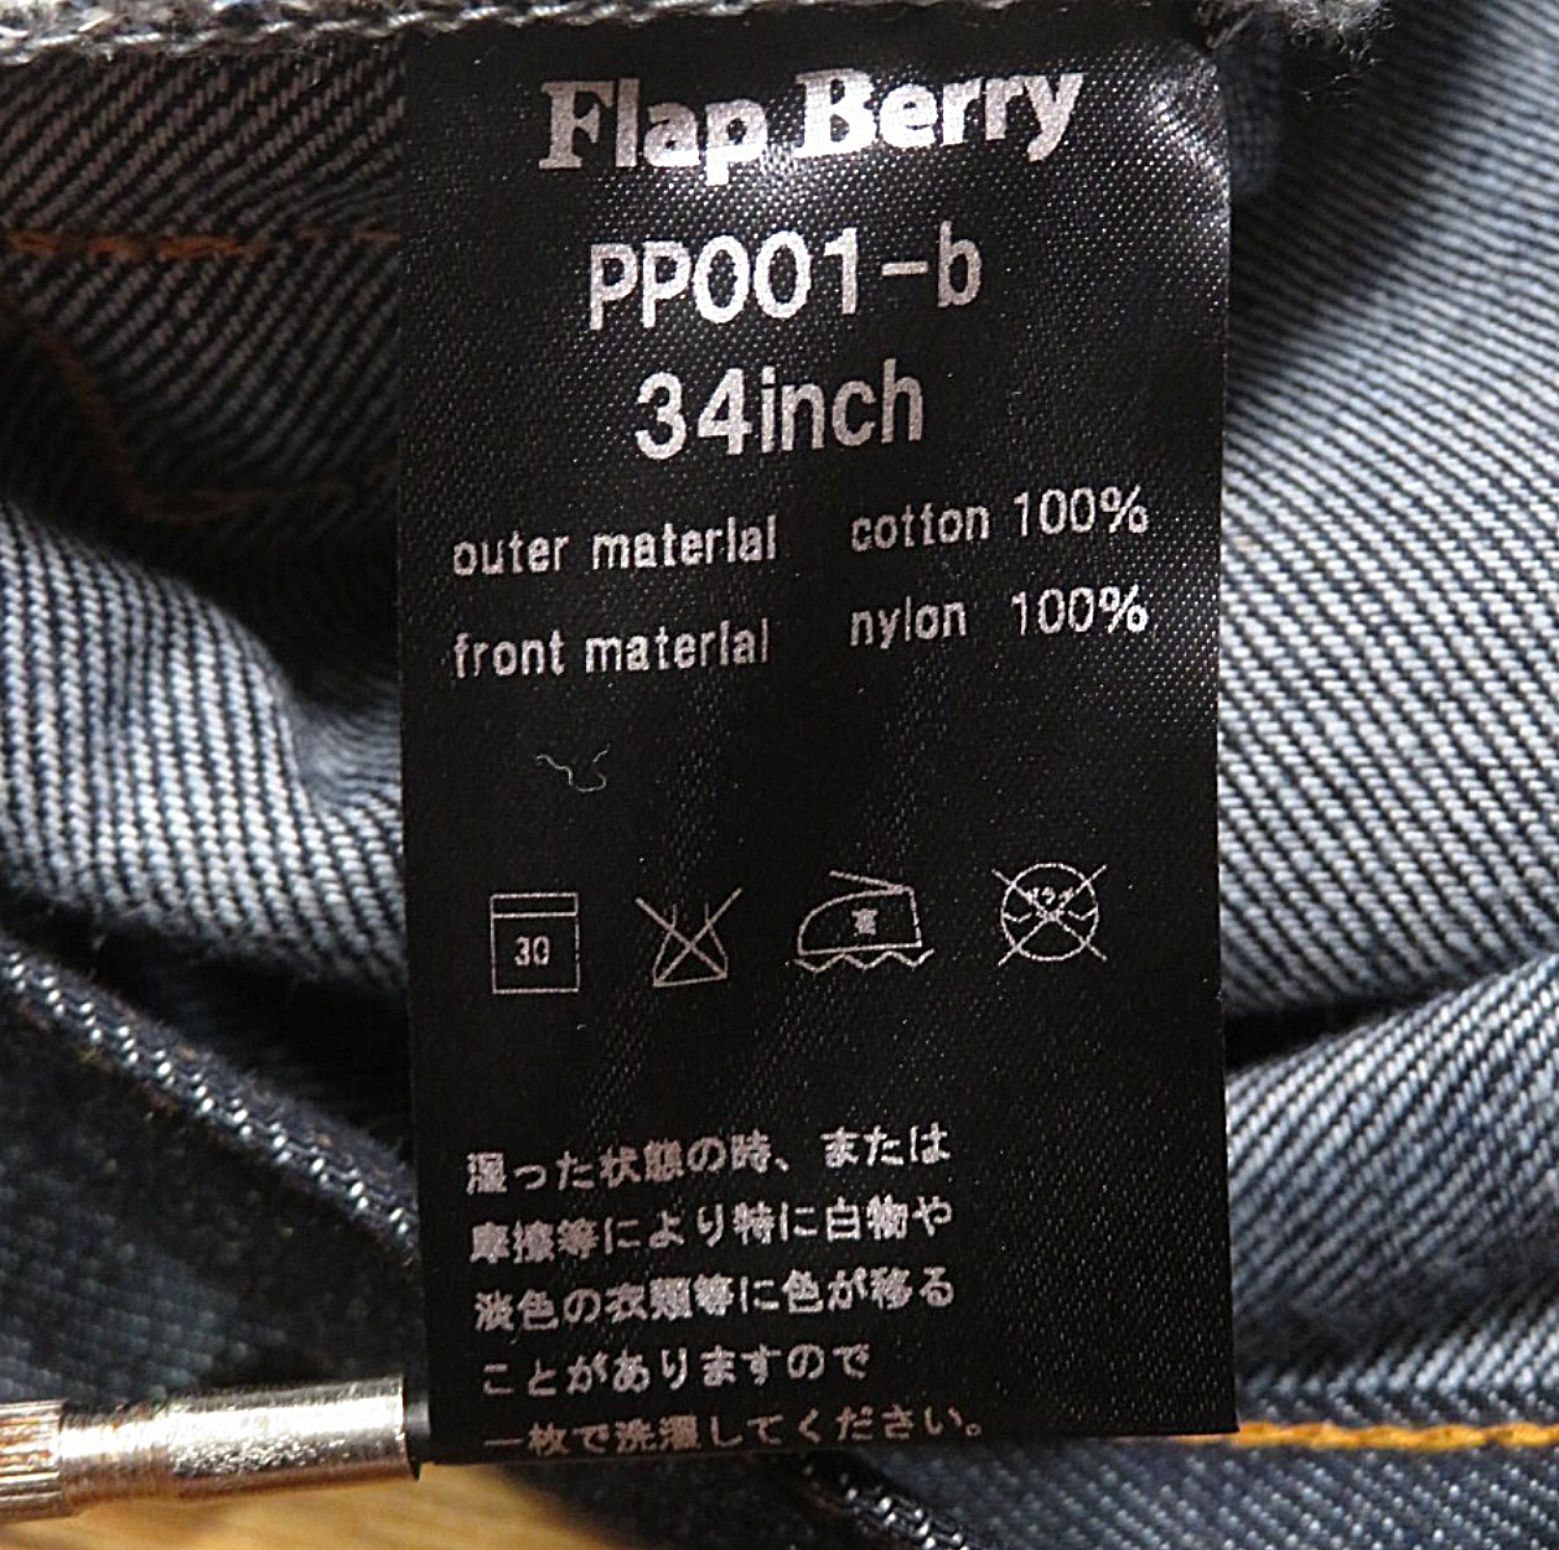 Flap Berry
PP001-b
34inch
outer material cotton 100%
front material nylon 100%
30
湿った状態の時、または
摩擦等により特に白物や
淡色の衣類等に色が移る
ことがありますので
一枚で洗濯してください。